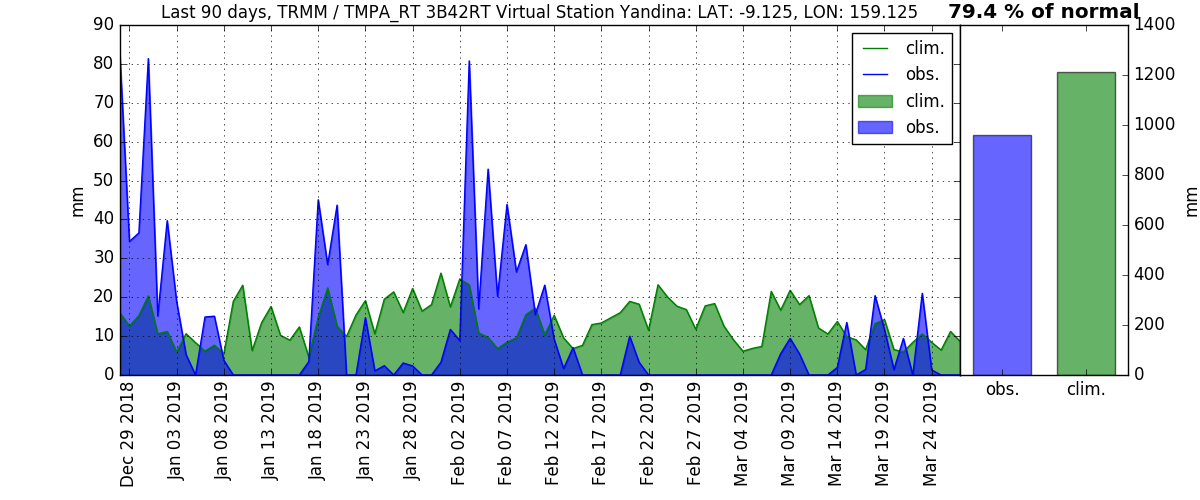 Last 90 days, TRMM / TMPA_RT 3B42RT Virtual Station Yandina: LAT: -9.125, LON: 159.125
79.4 % of normal
90
80
70
60
50
40
30
20
10
0
mm
clim.
obs.
clim.
obs.
1400
1200
1000
800
600
400
200
0
mm
obs.
clim.
Dec 29 2018
Jan 03 2019
Jan 08 2019
Jan 13 2019
Jan 18 2019
Jan 23 2019
Jan 28 2019
Feb 02 2019
Feb 07 2019
Feb 12 2019
Feb 17 2019
Feb 22 2019
Feb 27 2019
Mar 04 2019
Mar 09 2019
Mar 14 2019
Mar 19 2019
Mar 24 2019